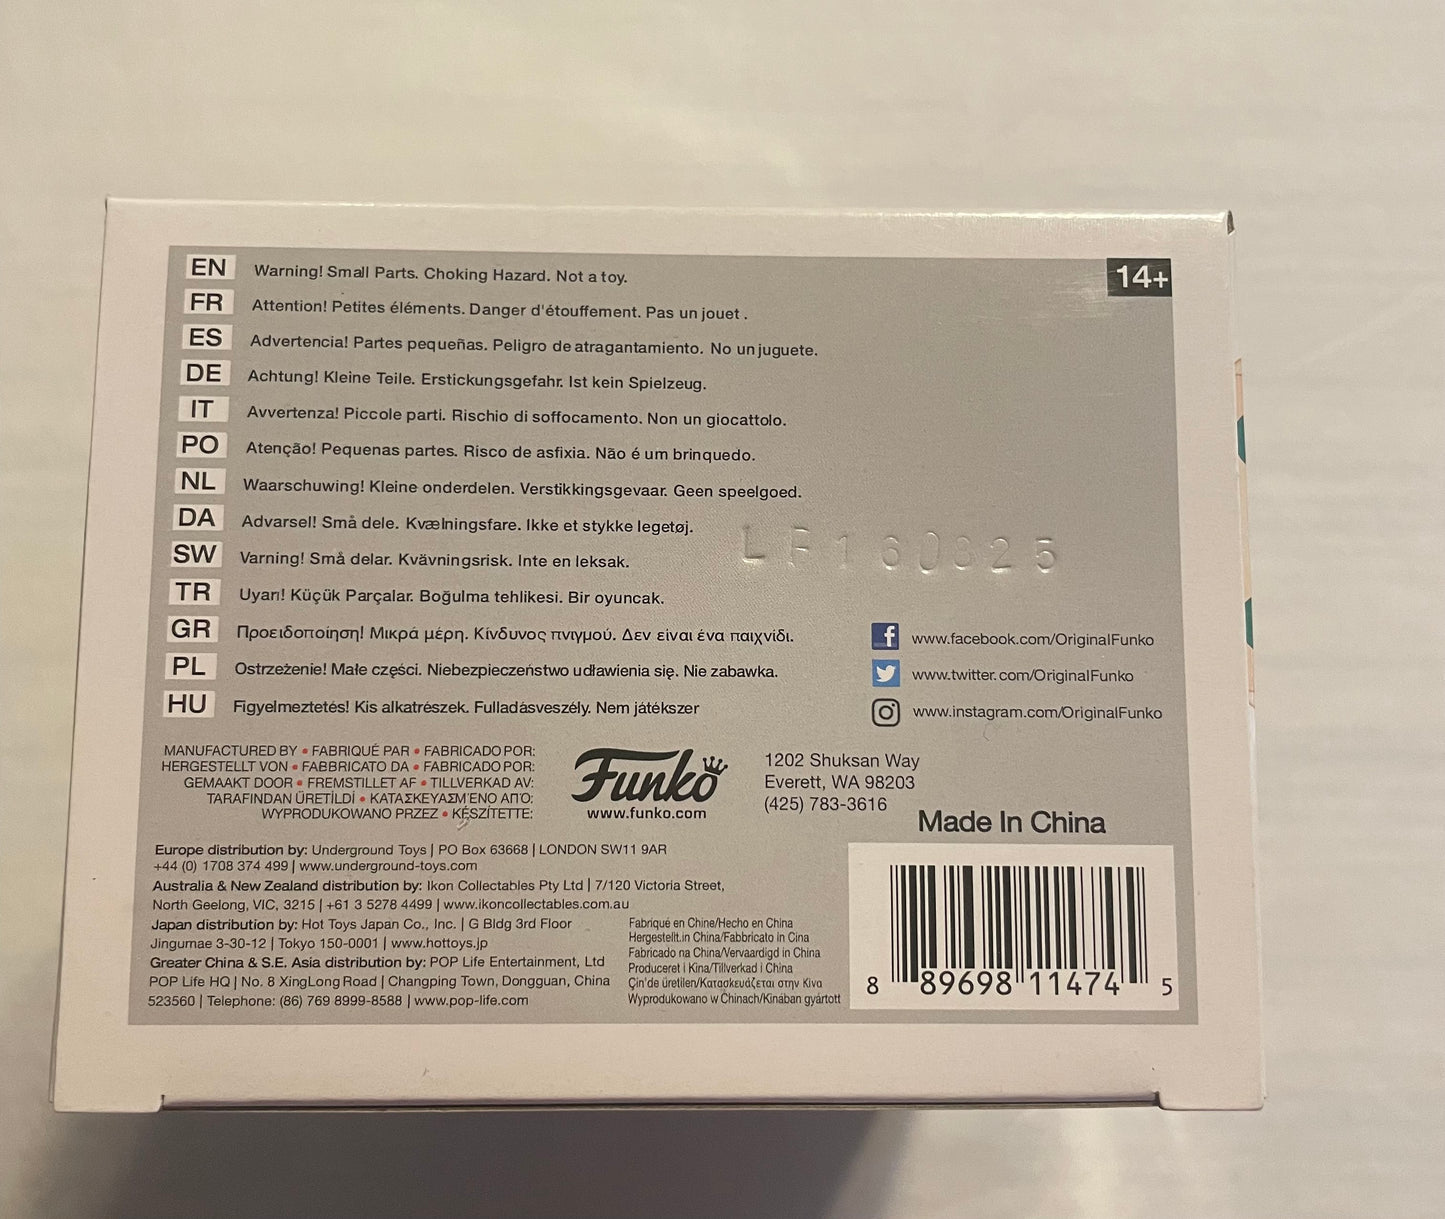 EN Warning! Small Parts. Choking Hazard. Not a toy.
14+
FR Attention! Petites éléments. Danger d'étouffement. Pas un jouet .
ES Advertencia! Partes pequeñas. Peligro de atragantamiento. No un juguete.
DE Achtung! Kleine Teile. Erstickungsgefahr. Ist kein Spielzeug.
IT Avvertenza! Piccole parti. Rischio di soffocamento. Non un giocattolo.
PO Atenção! Pequenas partes. Risco de asfixia. Não é um brinquedo.
NL Waarschuwing! Kleine onderdelen. Verstikkingsgevaar. Geen speelgoed.
DA Advarsel! Små dele. Kvælningsfare. Ikke et stykke legetøj.
SW Varning! Små delar. Kvävningsrisk. Inte en leksak.
TR Uyarı! Küçük Parçalar. Boğulma tehlikesi. Bir oyuncak.
GR Προειδοποίηση! Μικρά μέρη. Κίνδυνος πνιγμού. Δεν είναι ένα παιχνίδι.
PL Ostrzeżenie! Małe części. Niebezpieczeństwo udławienia się. Nie zabawka.
HU Figyelmeztetés! Kis alkatrészek. Fulladásveszély. Nem játékszer
www.facebook.com/OriginalFunko
www.twitter.com/OriginalFunko
www.instagram.com/OriginalFunko
MANUFACTURED BY • FABRIQUÉ PAR • FABRICADO POR:
HERGESTELLT VON • FABBRICATO DA • FABRICADO POR:
GEMAAKT DOOR • FREMSTILLET AF • TILLVERKAD AV:
TARAFINDAN ÜRETİLDİ • ΚΑΤΑΣΚΕΥΑΣΜΈΝΟ ΑΠΌ:
WYPRODUKOWANO PRZEZ • KÉSZÍTETTE:
Funko
www.funko.com
1202 Shuksan Way
Everett, WA 98203
(425) 783-3616
Made In China
Europe distribution by: Underground Toys | PO Box 63668 | LONDON SW11 9AR
+44 (0) 1708 374 499 | www.underground-toys.com
Australia & New Zealand distribution by: Ikon Collectables Pty Ltd | 7/120 Victoria Street,
North Geelong, VIC, 3215 | +61 3 5278 4499 | www.ikoncollectables.com.au
Japan distribution by: Hot Toys Japan Co., Inc. | G Bldg 3rd Floor
Jingumae 3-30-12 | Tokyo 150-0001 | www.hottoys.jp
Greater China & S.E. Asia distribution by: POP Life Entertainment, Ltd
POP Life HQ | No. 8 XingLong Road | Changping Town, Dongguan, China
523560 | Telephone: (86) 769 8999-8588 | www.pop-life.com
Fabriqué en Chine/Hecho en China
Hergestellt.in China/Fabbricato in Cina
Fabricado na China/Vervaardigd in China
Produceret i Kina/Tillverkad i China
Çin'de üretilen/Κατασκευάζεται στην Κίνα
Wyprodukowano w Chinach/Kínában gyártott
8 89698 11474 5